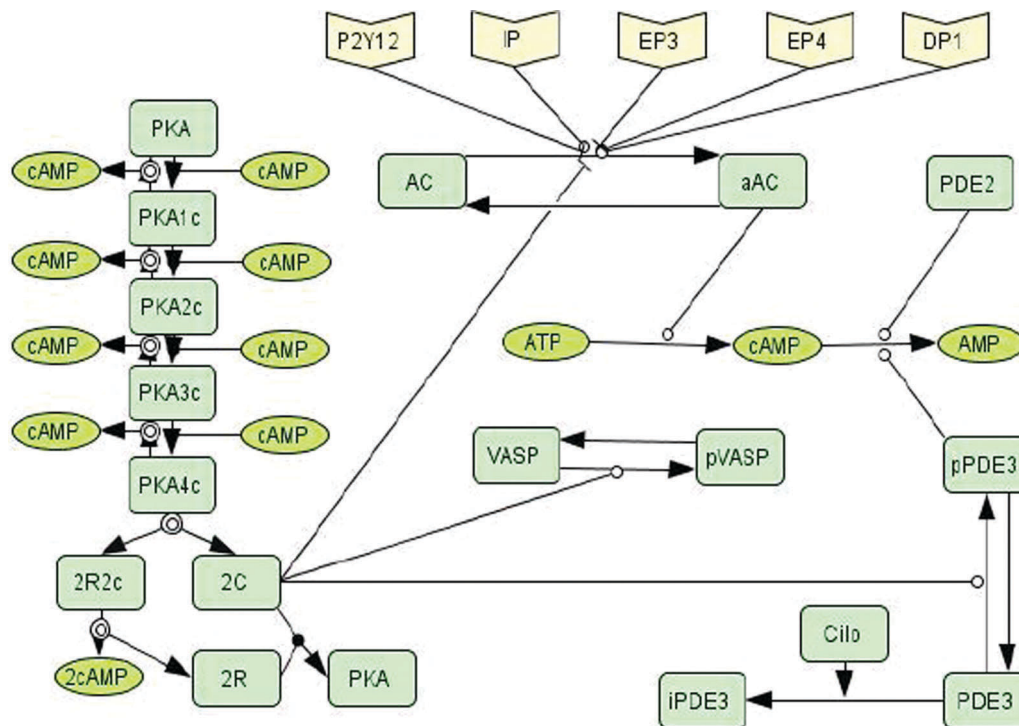 P2Y12
IP
EP3
EP4
DP1
PKA
cAMP
cAMP
AC
aAC
PDE2
PKA1c
cAMP
cAMP
PKA2c
cAMP
cAMP
ATP
cAMP
AMP
PKA3c
cAMP
cAMP
VASP
pVASP
pPDE3
PKA4c
2R2c
2C
Cilo
2cAMP
2R
PKA
iPDE3
PDE3